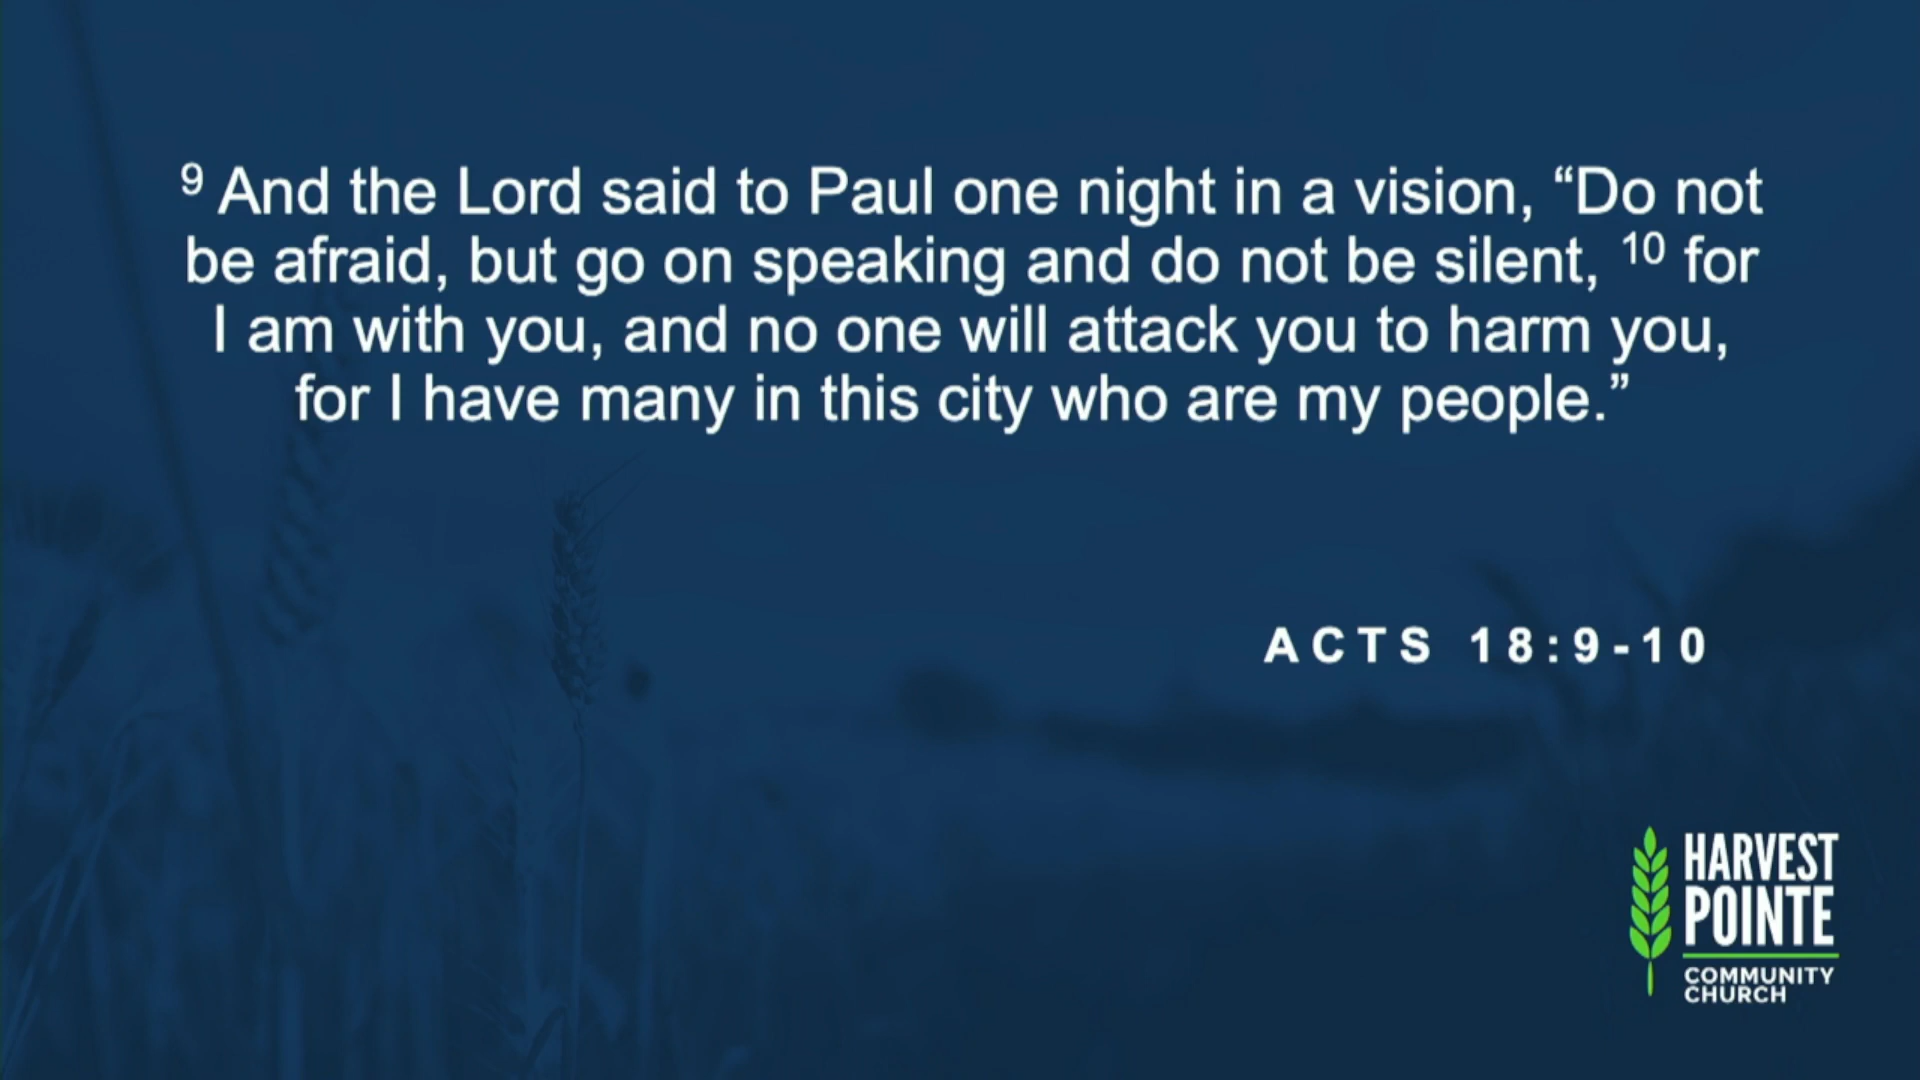 9 And the Lord said to Paul one night in a vision, “Do not
be afraid, but go on speaking and do not be silent, 10 for
I am with you, and no one will attack you to harm you,
for I have many in this city who are my people.”
ACTS 18:9-10
HARVEST
POINTE
COMMUNITY
CHURCH